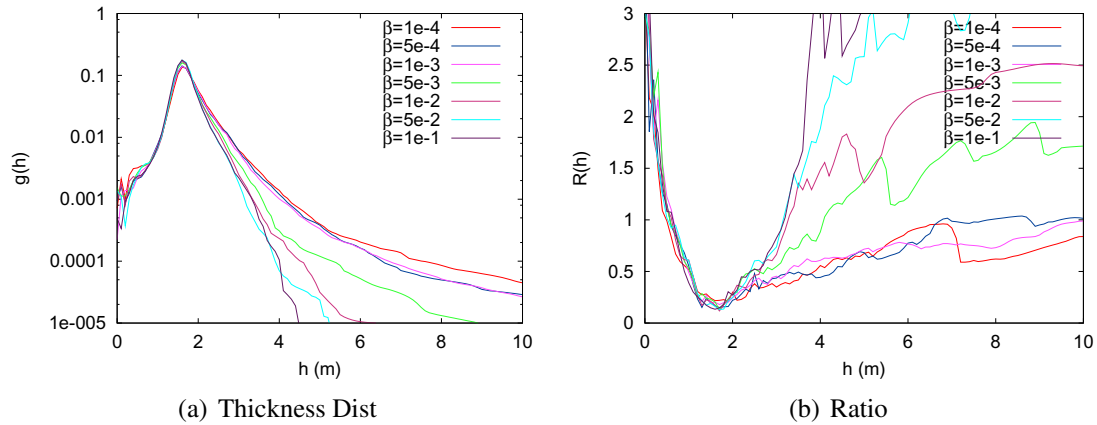 1
0.1
0.01
0.001
0.0001
1e-005
g(h)
0 2 4 6 8 10
h (m)
β=1e-4
β=5e-4
β=1e-3
β=5e-3
β=1e-2
β=5e-2
β=1e-1
(a) Thickness Dist
3
2.5
2
1.5
1
0.5
0
R(h)
0 2 4 6 8 10
h (m)
β=1e-4
β=5e-4
β=1e-3
β=5e-3
β=1e-2
β=5e-2
β=1e-1
(b) Ratio